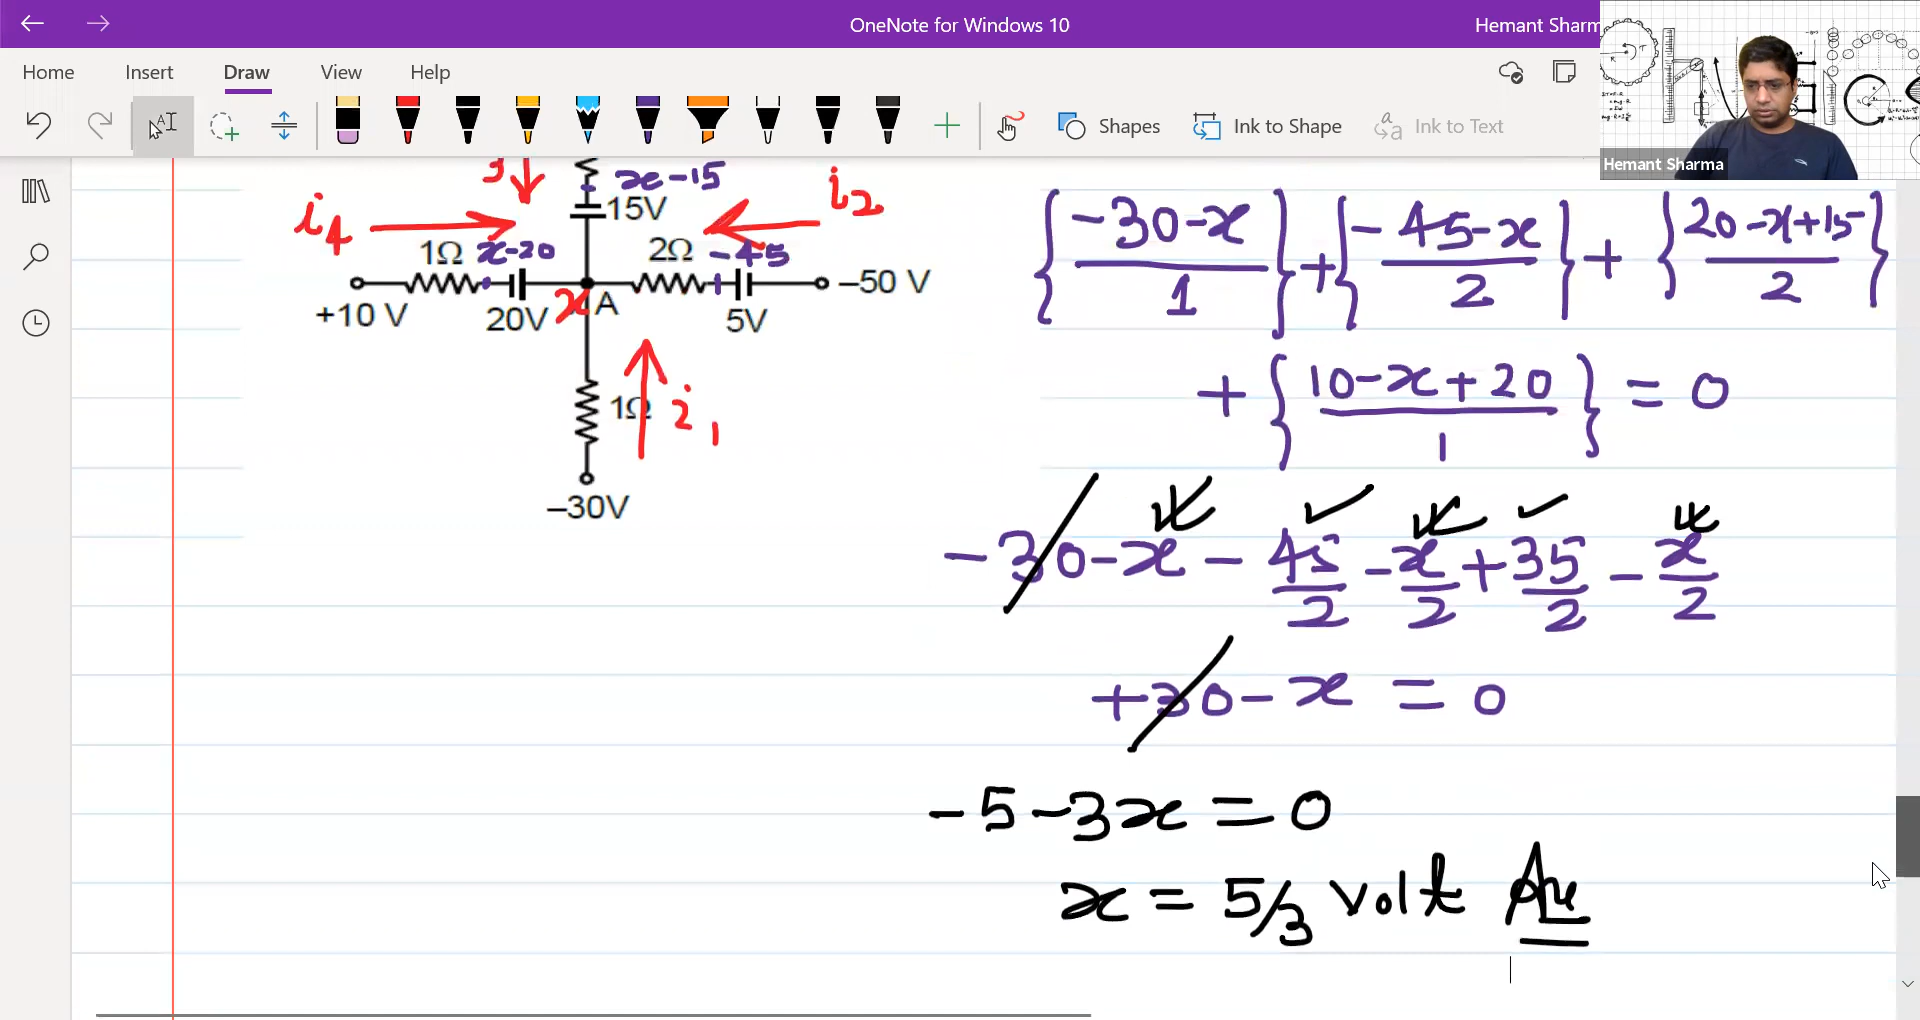 OneNote for Windows 10
Hemant Sharm
Home Insert Draw View Help
Shapes Ink to Shape Ink to Text
Hemant Sharma
x-15
15V
i4
i2
1Ω x-20 2Ω -45
+10 V 20V x A 5V –50 V
1Ω i1
–30V
{-30-x/1} + {-45-x/2} + {20-x+15/2}
+ {10-x+20/1} = 0
-30-x - 45/2 - x/2 + 35/2 - x/2
+30-x = 0
-5-3x = 0
x = 5/3 volt Ans